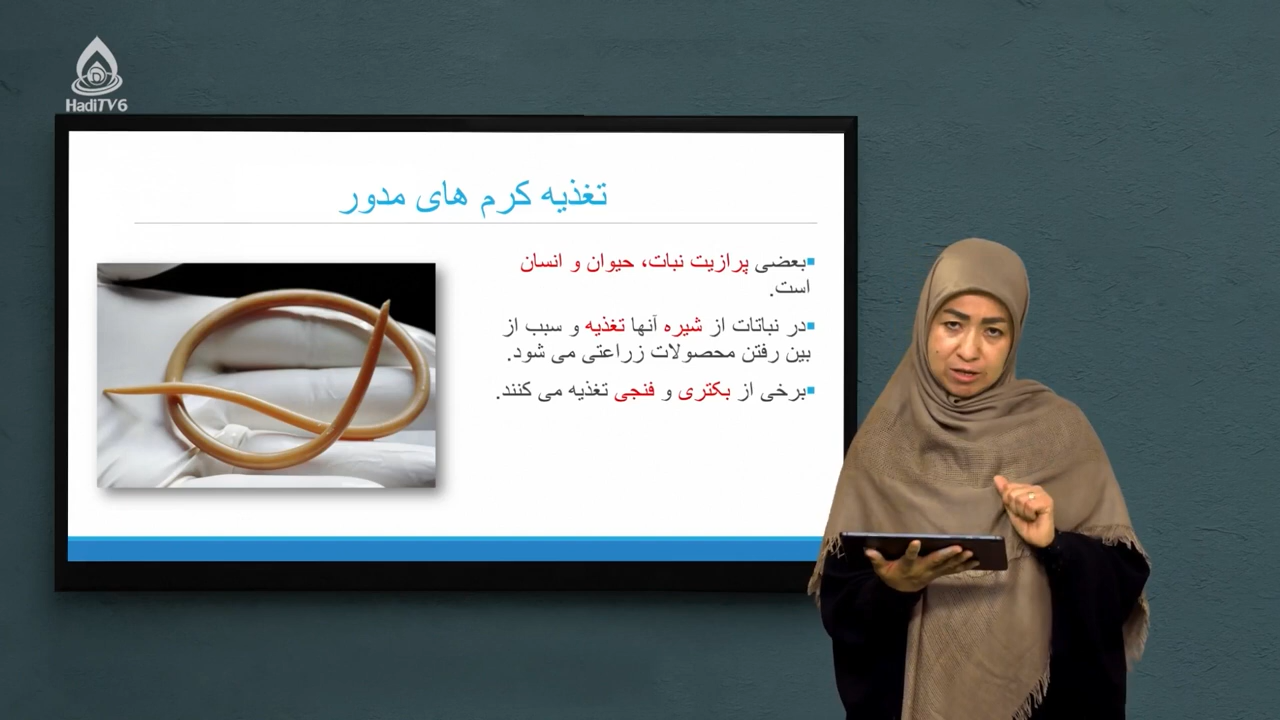 HadiTV6
تغذیه کرم های مدور
▪بعضی پرازیت نبات، حیوان و انسان
است.
▪در نباتات از شیره آنها تغذیه و سبب از
بین رفتن محصولات زراعتی می شود.
▪برخی از بکتری و فنجی تغذیه می کنند.